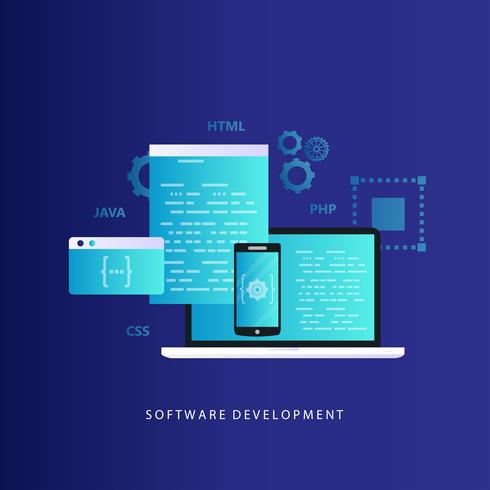 HTML
JAVA
PHP
{...}
CSS
SOFTWARE DEVELOPMENT